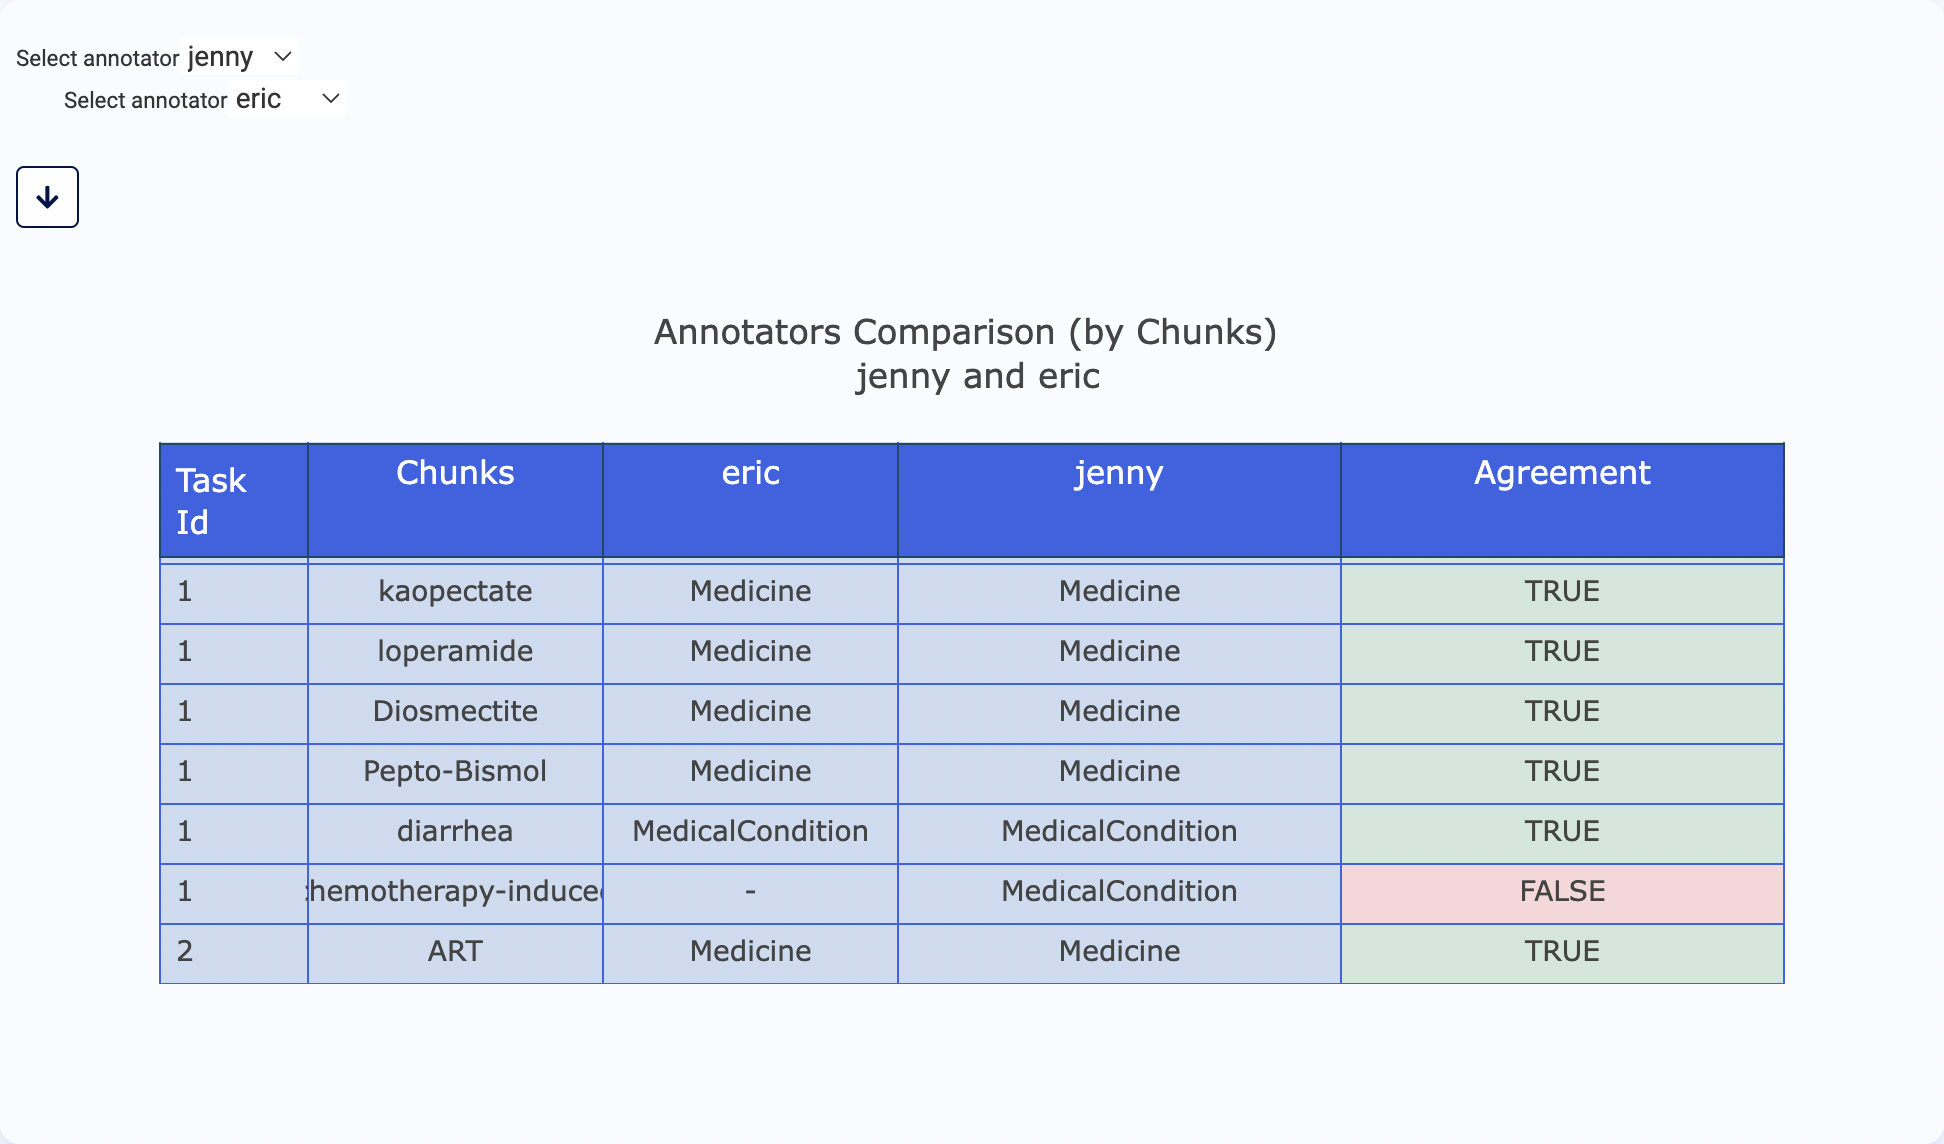 Select annotator jenny
Select annotator eric
Annotators Comparison (by Chunks)
jenny and eric
Task Id Chunks eric jenny Agreement
1 kaopectate Medicine Medicine TRUE
1 loperamide Medicine Medicine TRUE
1 Diosmectite Medicine Medicine TRUE
1 Pepto-Bismol Medicine Medicine TRUE
1 diarrhea MedicalCondition MedicalCondition TRUE
1 hemotherapy-induce - MedicalCondition FALSE
2 ART Medicine Medicine TRUE